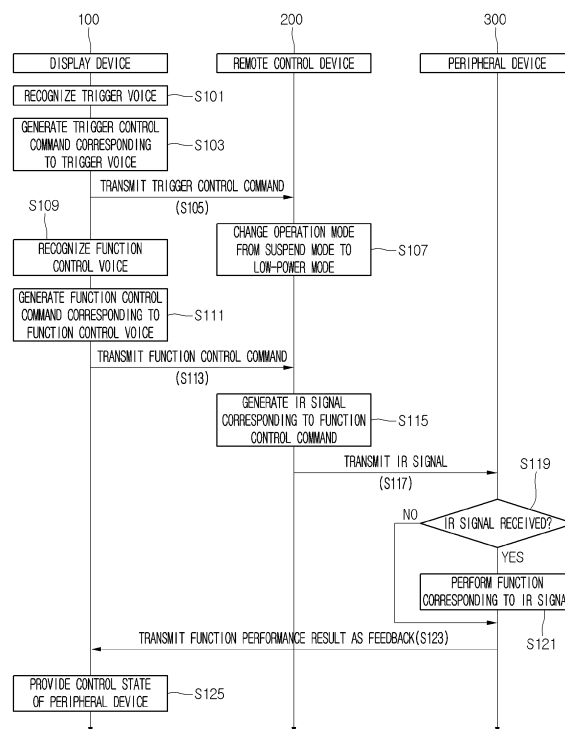 100
200
300
DISPLAY DEVICE
REMOTE CONTROL DEVICE
PERIPHERAL DEVICE
RECOGNIZE TRIGGER VOICE
S101
GENERATE TRIGGER CONTROL
COMMAND CORRESPONDING
TO TRIGGER VOICE
S103
TRANSMIT TRIGGER CONTROL COMMAND
(S105)
S109
CHANGE OPERATION MODE
FROM SUSPEND MODE TO
LOW-POWER MODE
S107
RECOGNIZE FUNCTION
CONTROL VOICE
GENERATE FUNCTION CONTROL
COMMAND CORRESPONDING TO
FUNCTION CONTROL VOICE
S111
TRANSMIT FUNCTION CONTROL COMMAND
(S113)
GENERATE IR SIGNAL
CORRESPONDING TO FUNCTION
CONTROL COMMAND
S115
TRANSMIT IR SIGNAL
(S117)
S119
NO
IR SIGNAL RECEIVED?
YES
PERFORM FUNCTION
CORRESPONDING TO IR SIGNAL
S121
TRANSMIT FUNCTION PERFORMANCE RESULT AS FEEDBACK(S123)
PROVIDE CONTROL STATE
OF PERIPHERAL DEVICE
S125